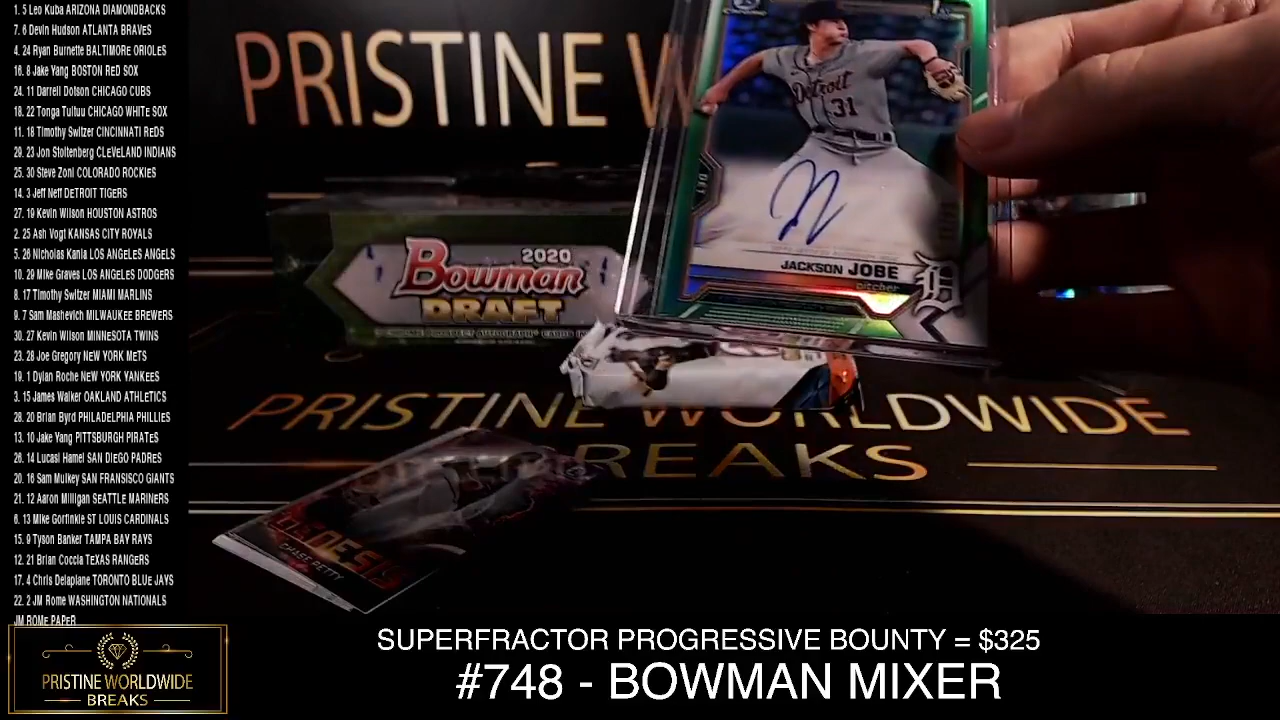 1. 5 Leo Kuba ARIZONA DIAMONDBACKS
7. 6 Devin Hudson ATLANTA BRAVeS
4. 24 Ryan Burnette BALTIMORE ORIOLeS
16. 8 Jake Yang BOSTON ReD SOX
24. 11 Darrell Dotson CHICAGO CUBS
18. 22 Tonga Tuituu CHICAGO WHITe SOX
11. 18 Timothy Switzer CINCINNATI ReDS
29. 23 Jon Stoltenberg CLeVeLAND INDIANS
25. 30 Steve Zoni COLORADO ROCKIeS
14. 3 Jeff Neff DETROIT TIGERS
27. 19 Kevin Wilson HOUSTON ASTROS
2. 25 Ash Vogt KANSAS CITY ROYALS
5. 26 Nicholas Kania LOS ANGELeS ANGELS
10. 29 Mike Graves LOS ANGELeS DODGERS
8. 17 Timothy Switzer MIAMI MARLINS
9. 7 Sam Mashevich MILWAUKEE BReWeRS
30. 27 Kevin Wilson MINNeSOTA TWINS
23. 28 Joe Gregory NEW YORK METS
19. 1 Dylan Roche NEW YORK YANKeeS
3. 15 James Walker OAKLAND ATHLETICS
28. 20 Brian Byrd PHILADELPHIA PHILLIES
13. 10 Jake Yang PITTSBURGH PIRATeS
26. 14 Lucasl Hamel SAN DIEGO PADRES
20. 16 Sam Mulkey SAN FRANSISCO GIANTS
21. 12 Aaron Milligan SEATTLE MARINERS
6. 13 Mike Gorfinkle ST LOUIS CARDINALS
15. 9 Tyson Banker TAMPA BAY RAYS
12. 21 Brian Coccia TeXAS RANGERS
17. 4 Chris Delaplane TORONTO BLUe JAYS
22. 2 JM Rome WASHINGTON NATIONALS
JM ROMe PAPeR
PRISTINE WORLDWIDE
BREAKS
PRISTINE W
Detroit
31
DET
JACKSON JOBE
pitcher
2020
Bowman
DRAFT
PRISTINE WORLDWIDE
BREAKS
GENESIS
CHASE PETTY
SUPERFRACTOR PROGRESSIVE BOUNTY = $325
#748 - BOWMAN MIXER